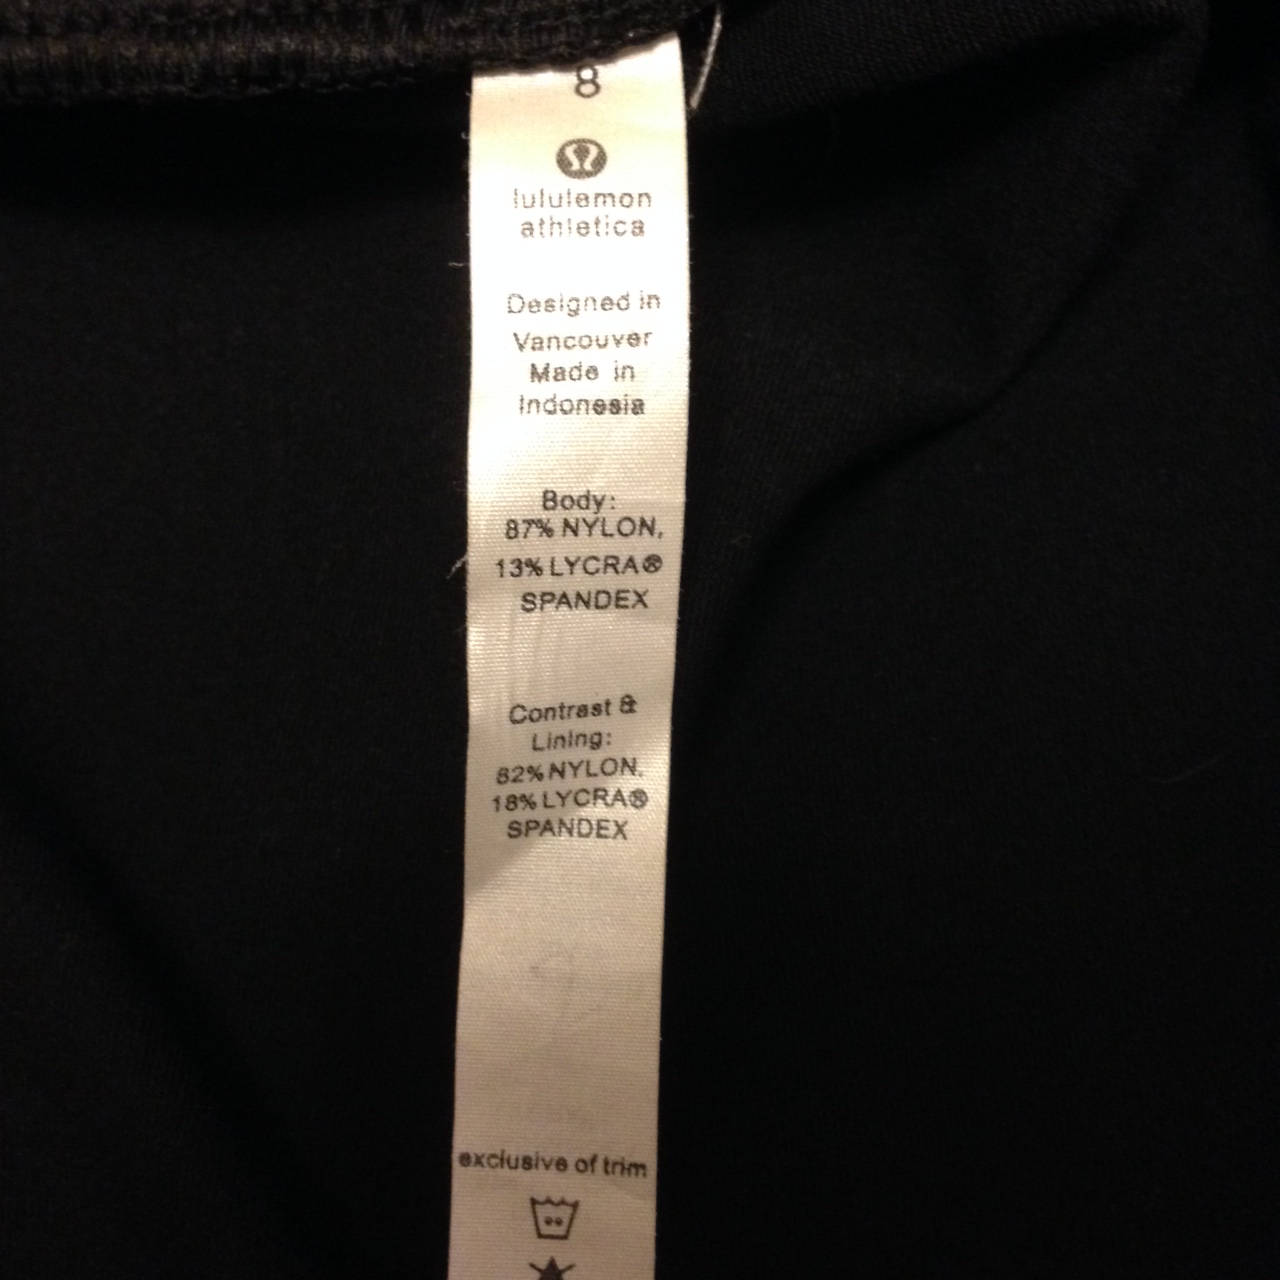 8
lululemon
athletica
Designed in
Vancouver
Made in
Indonesia
Body:
87% NYLON,
13% LYCRA®
SPANDEX
Contrast &
Lining:
82% NYLON,
18% LYCRA®
SPANDEX
exclusive of trim